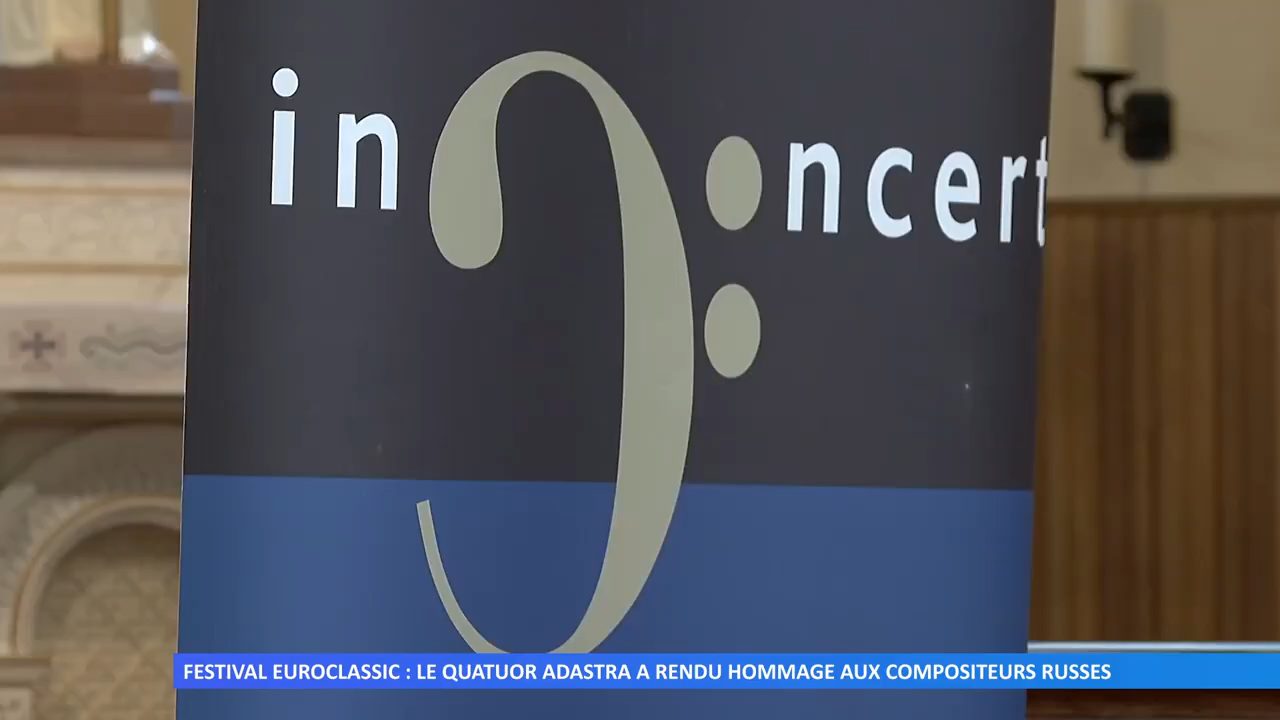 in ncert
FESTIVAL EUROCLASSIC : LE QUATUOR ADASTRA A RENDU HOMMAGE AUX COMPOSITEURS RUSSES